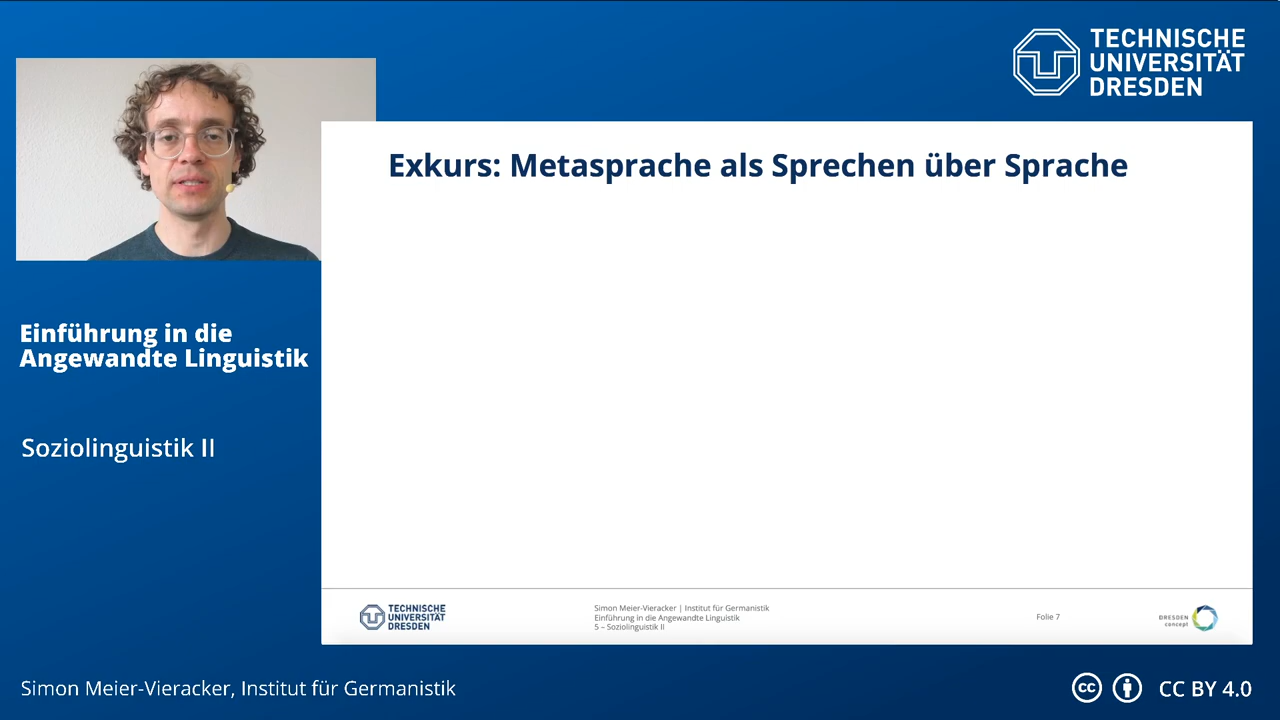 TECHNISCHE
UNIVERSITÄT
DRESDEN
Exkurs: Metasprache als Sprechen über Sprache
Einführung in die
Angewandte Linguistik
Soziolinguistik II
TECHNISCHE
UNIVERSITÄT
DRESDEN
Simon Meier-Vieracker | Institut für Germanistik
Einführung in die Angewandte Linguistik
5 – Soziolinguistik II
Folie 7
DRESDEN
concept
Simon Meier-Vieracker, Institut für Germanistik
cc
CC BY 4.0